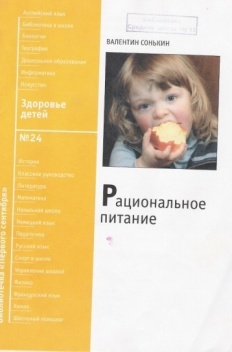 Английский язык
Библиотека в школе
Биология
География
Дошкольное образование
Информатика
Искусство
Здоровье
детей
№24
История
Классное руководство
Литература
Математика
Начальная школа
Немецкий язык
Русский язык
Спорт в школе
Управление школой
Физика
Французский язык
Химия
Школьный психолог
Библиотечка «Первого сентября»
ВАЛЕНТИН СОНЬКИН
Рациональное
питание